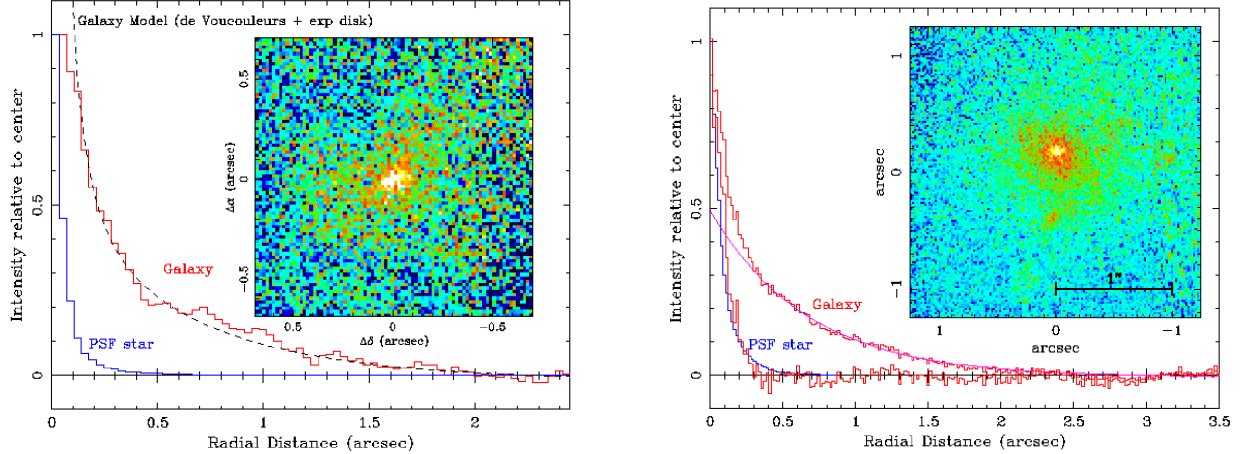 Galaxy Model (de Voucouleurs + exp disk)
Intensity relative to center
1
0.5
0
Galaxy
PSF star
0 0.5 1 1.5 2
Radial Distance (arcsec)
Δα (arcsec)
0.5
0
-0.5
0.5 0 -0.5
Δδ (arcsec)
Intensity relative to center
1
0.5
0
Galaxy
PSF star
0 0.5 1 1.5 2 2.5 3 3.5
Radial Distance (arcsec)
arcsec
1
0
-1
1"
1 0 -1
arcsec